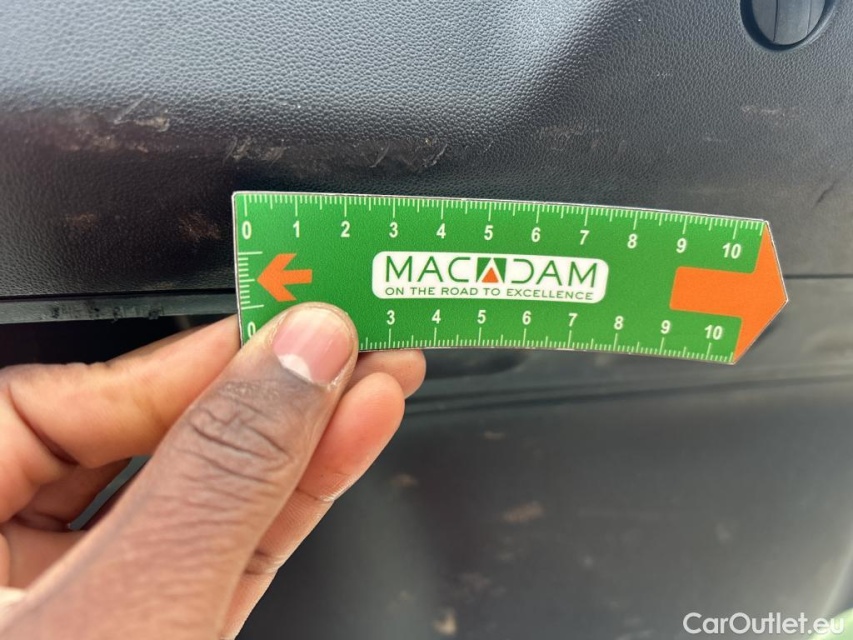 0 1 2 3 4 5 6 7 8 9 10
MACADAM
ON THE ROAD TO EXCELLENCE
0 3 4 5 6 7 8 9 10
CarOutlet.eu